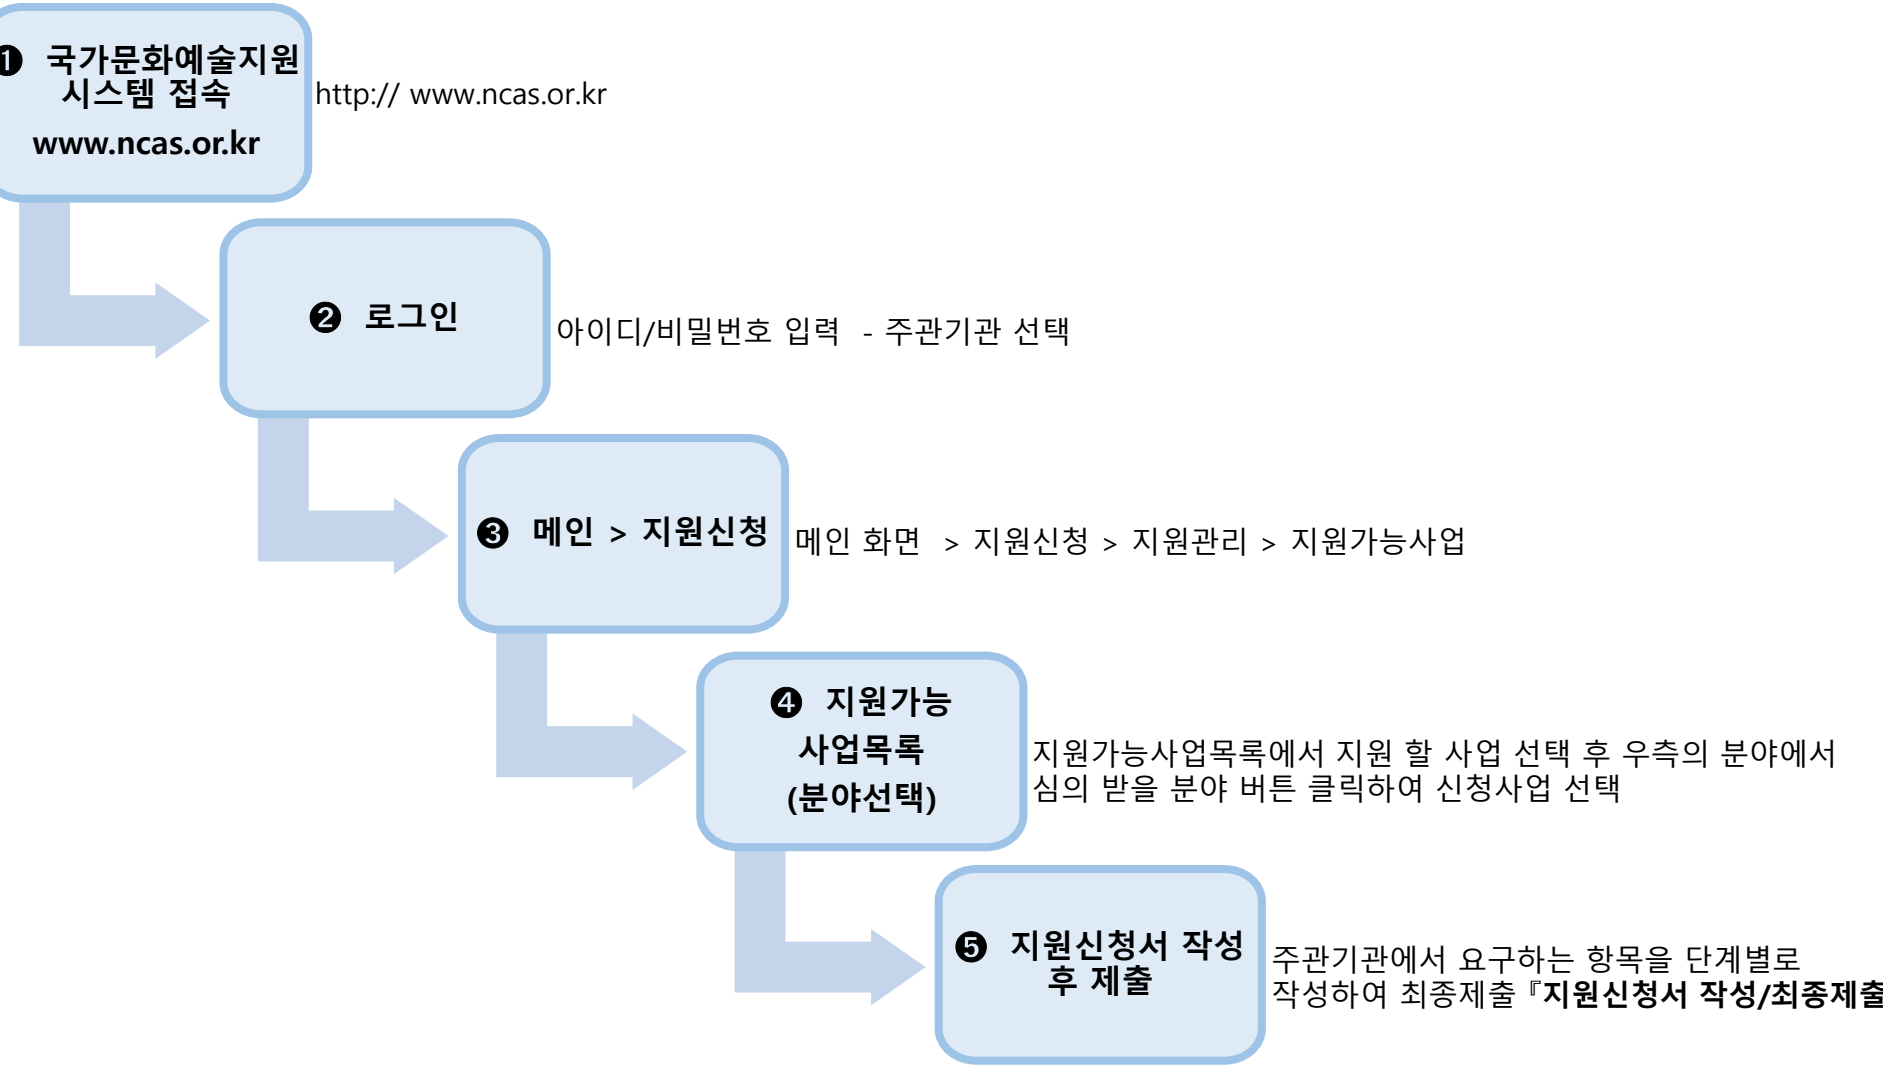 ❶ 국가문화예술지원
시스템 접속
www.ncas.or.kr
http:// www.ncas.or.kr
❷ 로그인
아이디/비밀번호 입력 - 주관기관 선택
❸ 메인 > 지원신청
메인 화면 > 지원신청 > 지원관리 > 지원가능사업
❹ 지원가능
사업목록
(분야선택)
지원가능사업목록에서 지원 할 사업 선택 후 우측의 분야에서
심의 받을 분야 버튼 클릭하여 신청사업 선택
❺ 지원신청서 작성
후 제출
주관기관에서 요구하는 항목을 단계별로
작성하여 최종제출『지원신청서 작성/최종제출